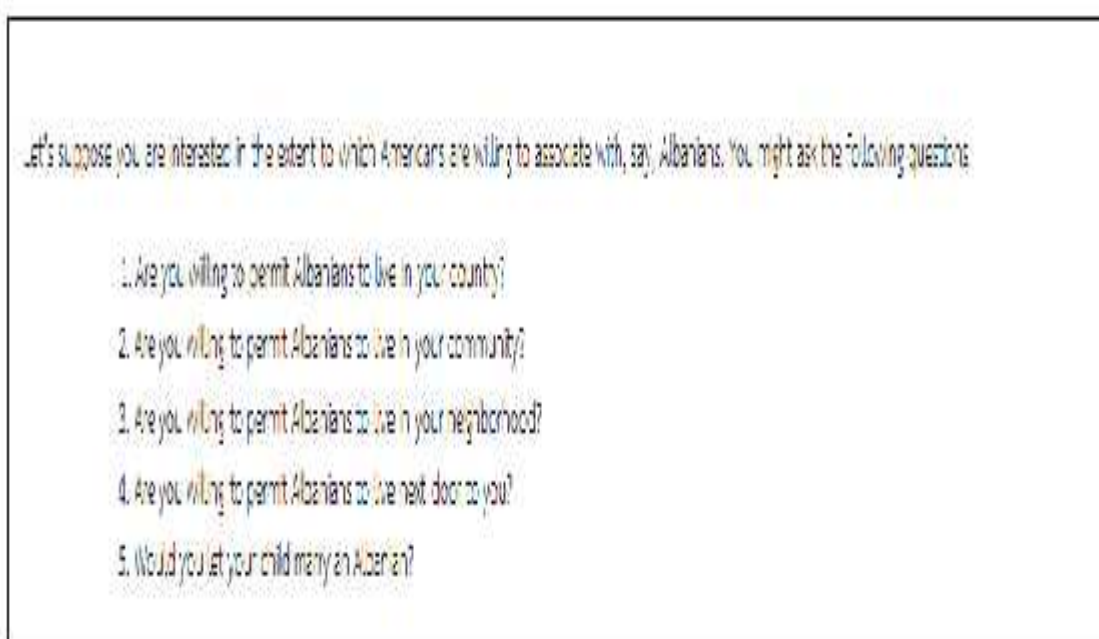 Let's suppose you are interested in the extent to which Americans are willing to associate with, say, Albanians. You might ask the following questions
1. Are you willing to permit Albanians to live in your country?
2. Are you willing to permit Albanians to live in your community?
3. Are you willing to permit Albanians to live in your neighborhood?
4. Are you willing to permit Albanians to live next door to you?
5. Would you let your child marry an Albanian?